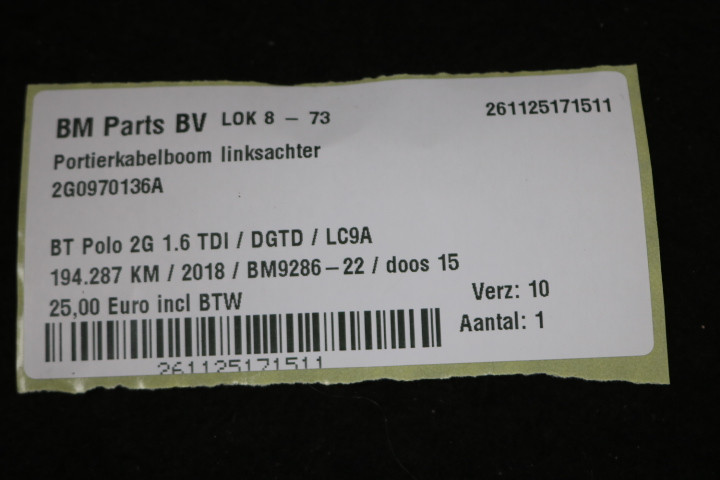 BM Parts BV LOK 8 - 73
261125171511
Portierkabelboom linksachter
2G0970136A
BT Polo 2G 1.6 TDI / DGTD / LC9A
194.287 KM / 2018 / BM9286-22 / doos 15
25,00 Euro incl BTW
Verz: 10
Aantal: 1
261125171511